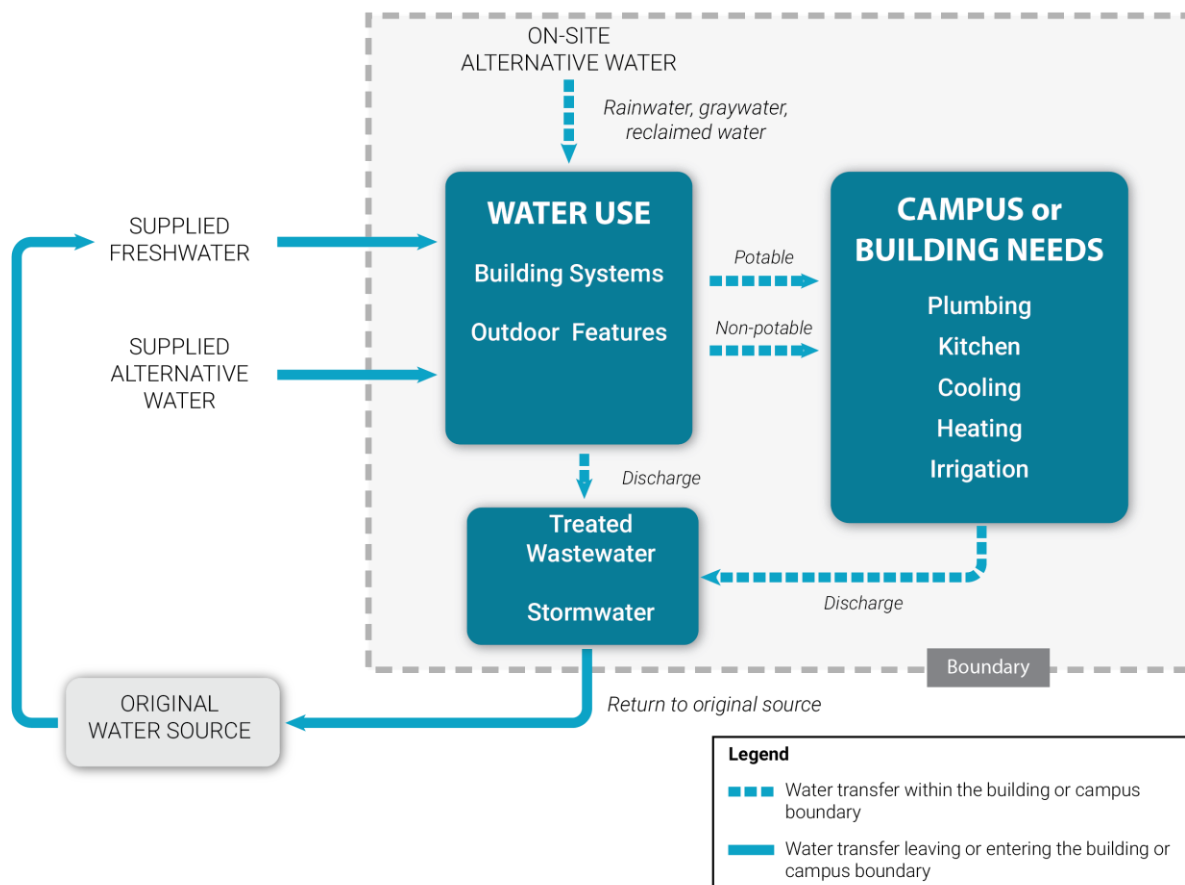 ON-SITE
ALTERNATIVE WATER
Rainwater, graywater,
reclaimed water
SUPPLIED
FRESHWATER
SUPPLIED
ALTERNATIVE
WATER
WATER USE
Building Systems
Outdoor Features
Potable
Non-potable
CAMPUS or
BUILDING NEEDS
Plumbing
Kitchen
Cooling
Heating
Irrigation
Discharge
Treated
Wastewater
Stormwater
Discharge
Boundary
ORIGINAL
WATER SOURCE
Return to original source
Legend
Water transfer within the building or campus
boundary
Water transfer leaving or entering the building or
campus boundary